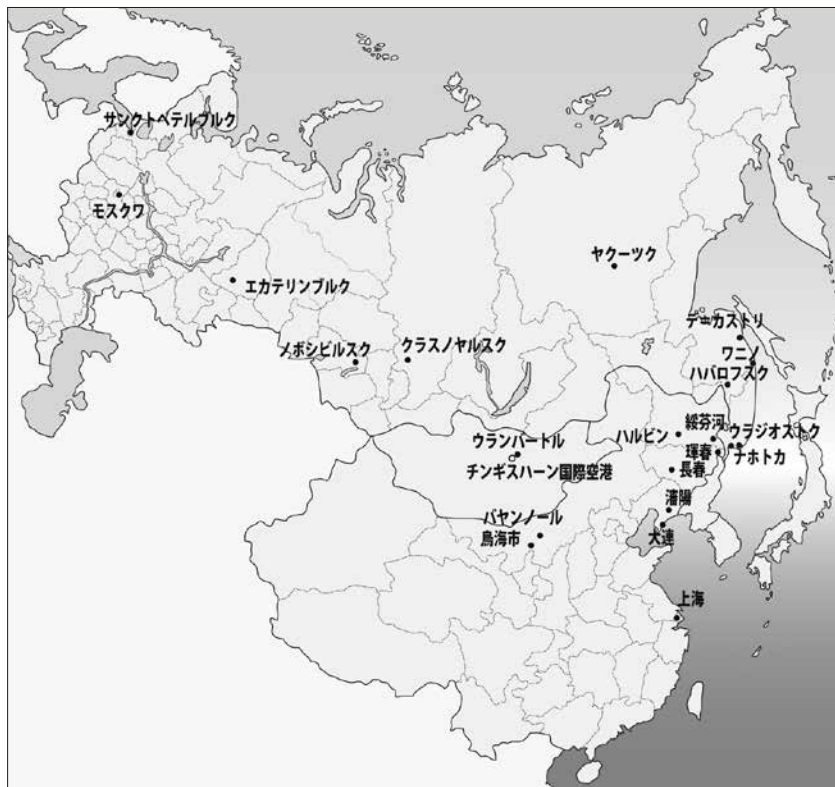 サンクトペテルブルク
モスクワ
ヤクーツク
エカテリンブルク
デーカストリ
ワニノ
ノボシビルスク
クラスノヤルスク
ハバロフスク
綏芬河
ウランバートル
ハルビン
ウラジオストク
琿春
ナホトカ
チンギスハーン国際空港
長春
瀋陽
バヤンノール
烏海市
大連
上海